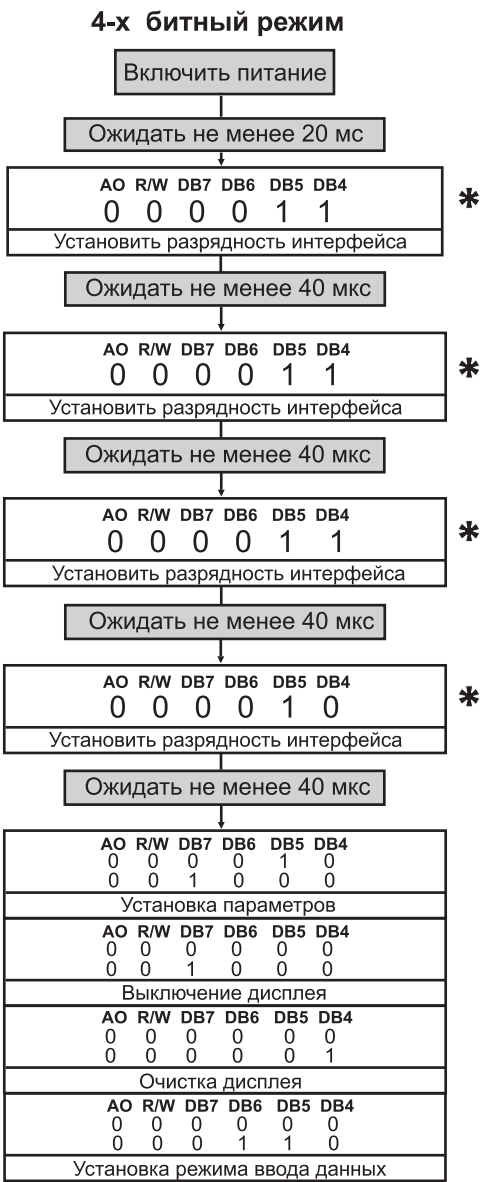 4-х битный режим
Включить питание
Ожидать не менее 20 мс
AO R/W DB7 DB6 DB5 DB4
0 0 0 0 1 1
*
Установить разрядность интерфейса
Ожидать не менее 40 мкс
AO R/W DB7 DB6 DB5 DB4
0 0 0 0 1 1
*
Установить разрядность интерфейса
Ожидать не менее 40 мкс
AO R/W DB7 DB6 DB5 DB4
0 0 0 0 1 1
*
Установить разрядность интерфейса
Ожидать не менее 40 мкс
AO R/W DB7 DB6 DB5 DB4
0 0 0 0 1 0
*
Установить разрядность интерфейса
Ожидать не менее 40 мкс
AO R/W DB7 DB6 DB5 DB4
0 0 0 0 1 0
0 0 1 0 0 0
Установка параметров
AO R/W DB7 DB6 DB5 DB4
0 0 0 0 0 0
0 0 1 0 0 0
Выключение дисплея
AO R/W DB7 DB6 DB5 DB4
0 0 0 0 0 0
0 0 0 0 0 1
Очистка дисплея
AO R/W DB7 DB6 DB5 DB4
0 0 0 0 0 0
0 0 0 1 1 0
Установка режима ввода данных